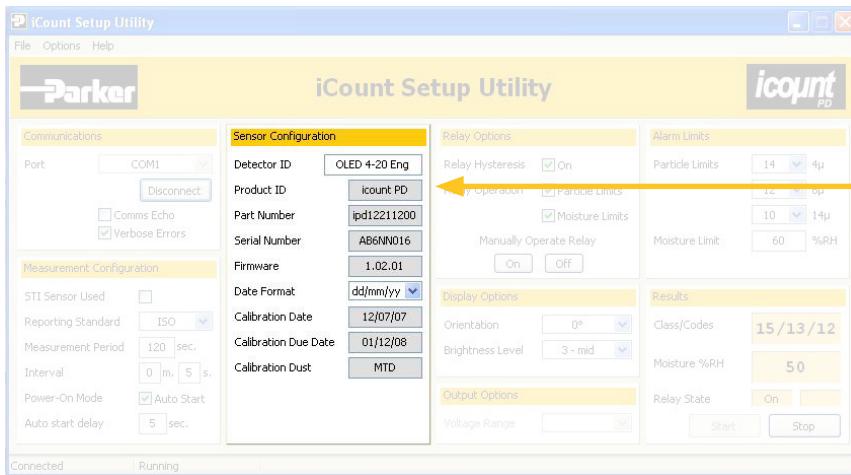 iCount Setup Utility
File Options Help
Parker
iCount Setup Utility
icount
PD
Communications
Port COM1
Disconnect
Comms Echo
Verbose Errors
Measurement Configuration
STI Sensor Used
Reporting Standard ISO
Measurement Period 120 sec.
Interval 0 m. 5 s.
Power-On Mode Auto Start
Auto start delay 5 sec.
Sensor Configuration
Detector ID OLED 4-20 Eng
Product ID icount PD
Part Number ipd12211200
Serial Number AB6NN016
Firmware 1.02.01
Date Format dd/mm/yy
Calibration Date 12/07/07
Calibration Due Date 01/12/08
Calibration Dust MTD
Relay Options
Relay Hysteresis On
Operation Particle Limits
Moisture Limits
Manually Operate Relay
On Off
Display Options
Orientation 0°
Brightness Level 3 - mid
Output Options
Voltage Range
Alarm Limits
Particle Limits 14 4µ
12 6µ
10 14µ
Moisture Limit 60 %RH
Results
Class/Codes 15/13/12
Moisture %RH 50
Relay State On
Start Stop
Connected Running